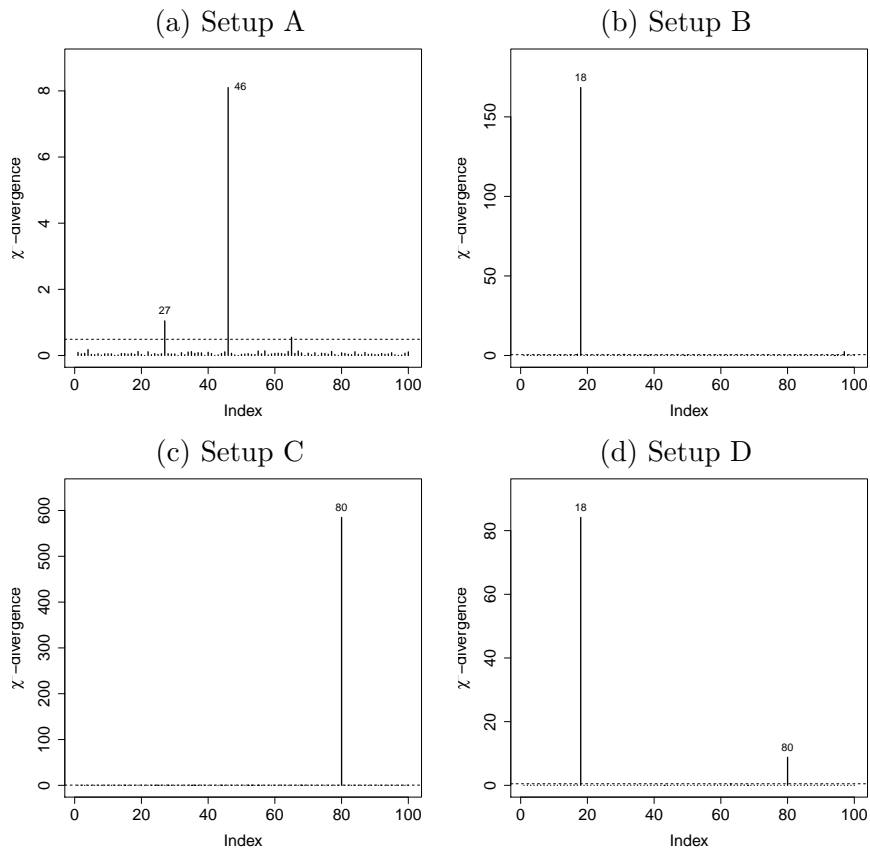 (a) Setup A
χ -divergence
0 2 4 6 8
27
46
0 20 40 60 80 100
Index
(b) Setup B
χ -divergence
0 50 100 150
18
0 20 40 60 80 100
Index
(c) Setup C
χ -divergence
0 100 200 300 400 500 600
80
0 20 40 60 80 100
Index
(d) Setup D
χ -divergence
0 20 40 60 80
18
80
0 20 40 60 80 100
Index